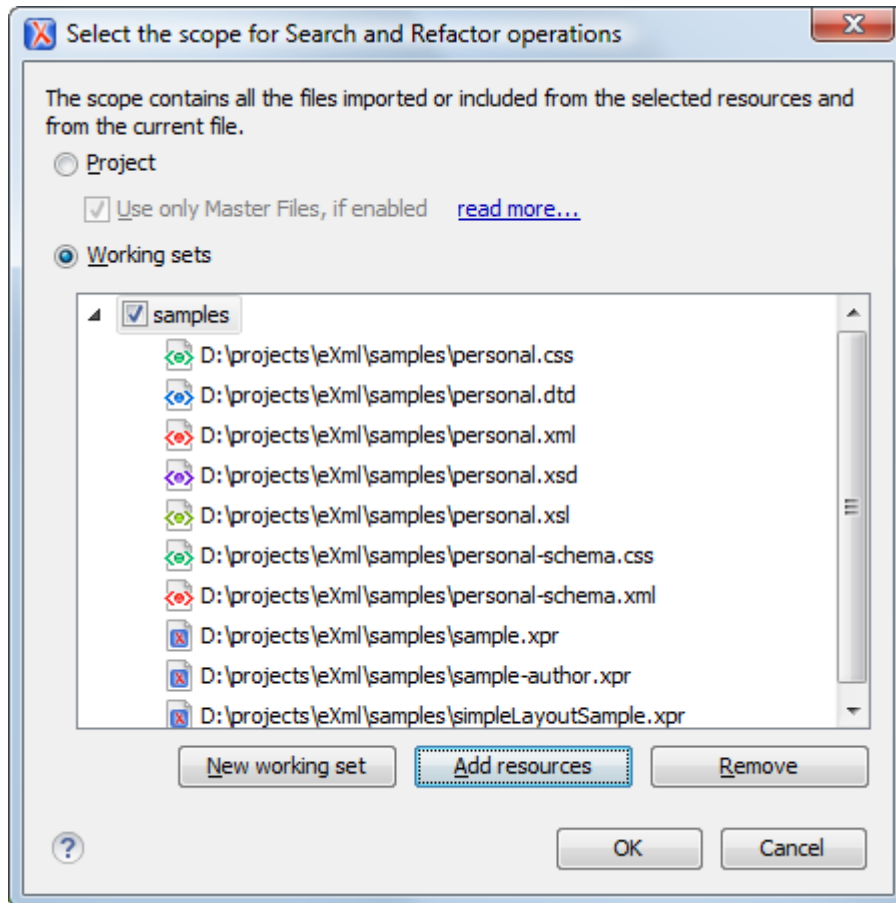 Select the scope for Search and Refactor operations
The scope contains all the files imported or included from the selected resources and
from the current file.
Project
Use only Master Files, if enabled read more...
Working sets
samples
D:\projects\eXml\samples\personal.css
D:\projects\eXml\samples\personal.dtd
D:\projects\eXml\samples\personal.xml
D:\projects\eXml\samples\personal.xsd
D:\projects\eXml\samples\personal.xsl
D:\projects\eXml\samples\personal-schema.css
D:\projects\eXml\samples\personal-schema.xml
D:\projects\eXml\samples\sample.xpr
D:\projects\eXml\samples\sample-author.xpr
D:\projects\eXml\samples\simpleLayoutSample.xpr
New working set Add resources Remove
? OK Cancel